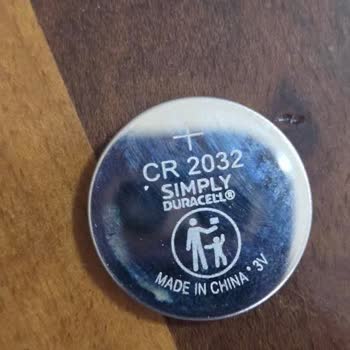 +
CR 2032
SIMPLY
DURACELL®
MADE IN CHINA • 3V